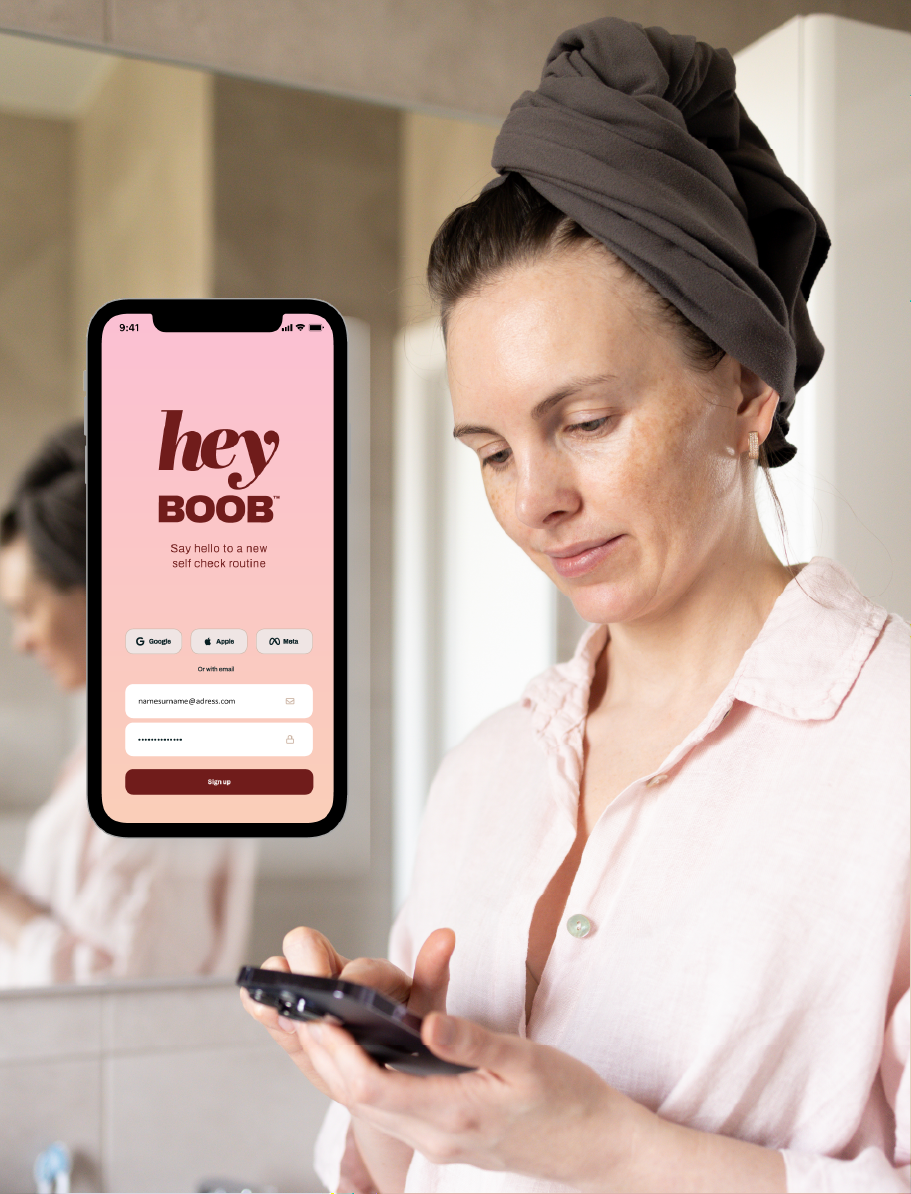 9:41
hey
BOOB™
Say hello to a new
self check routine
Google
Apple
Meta
Or with email
namesurname@adress.com
••••••••••••••
Sign up